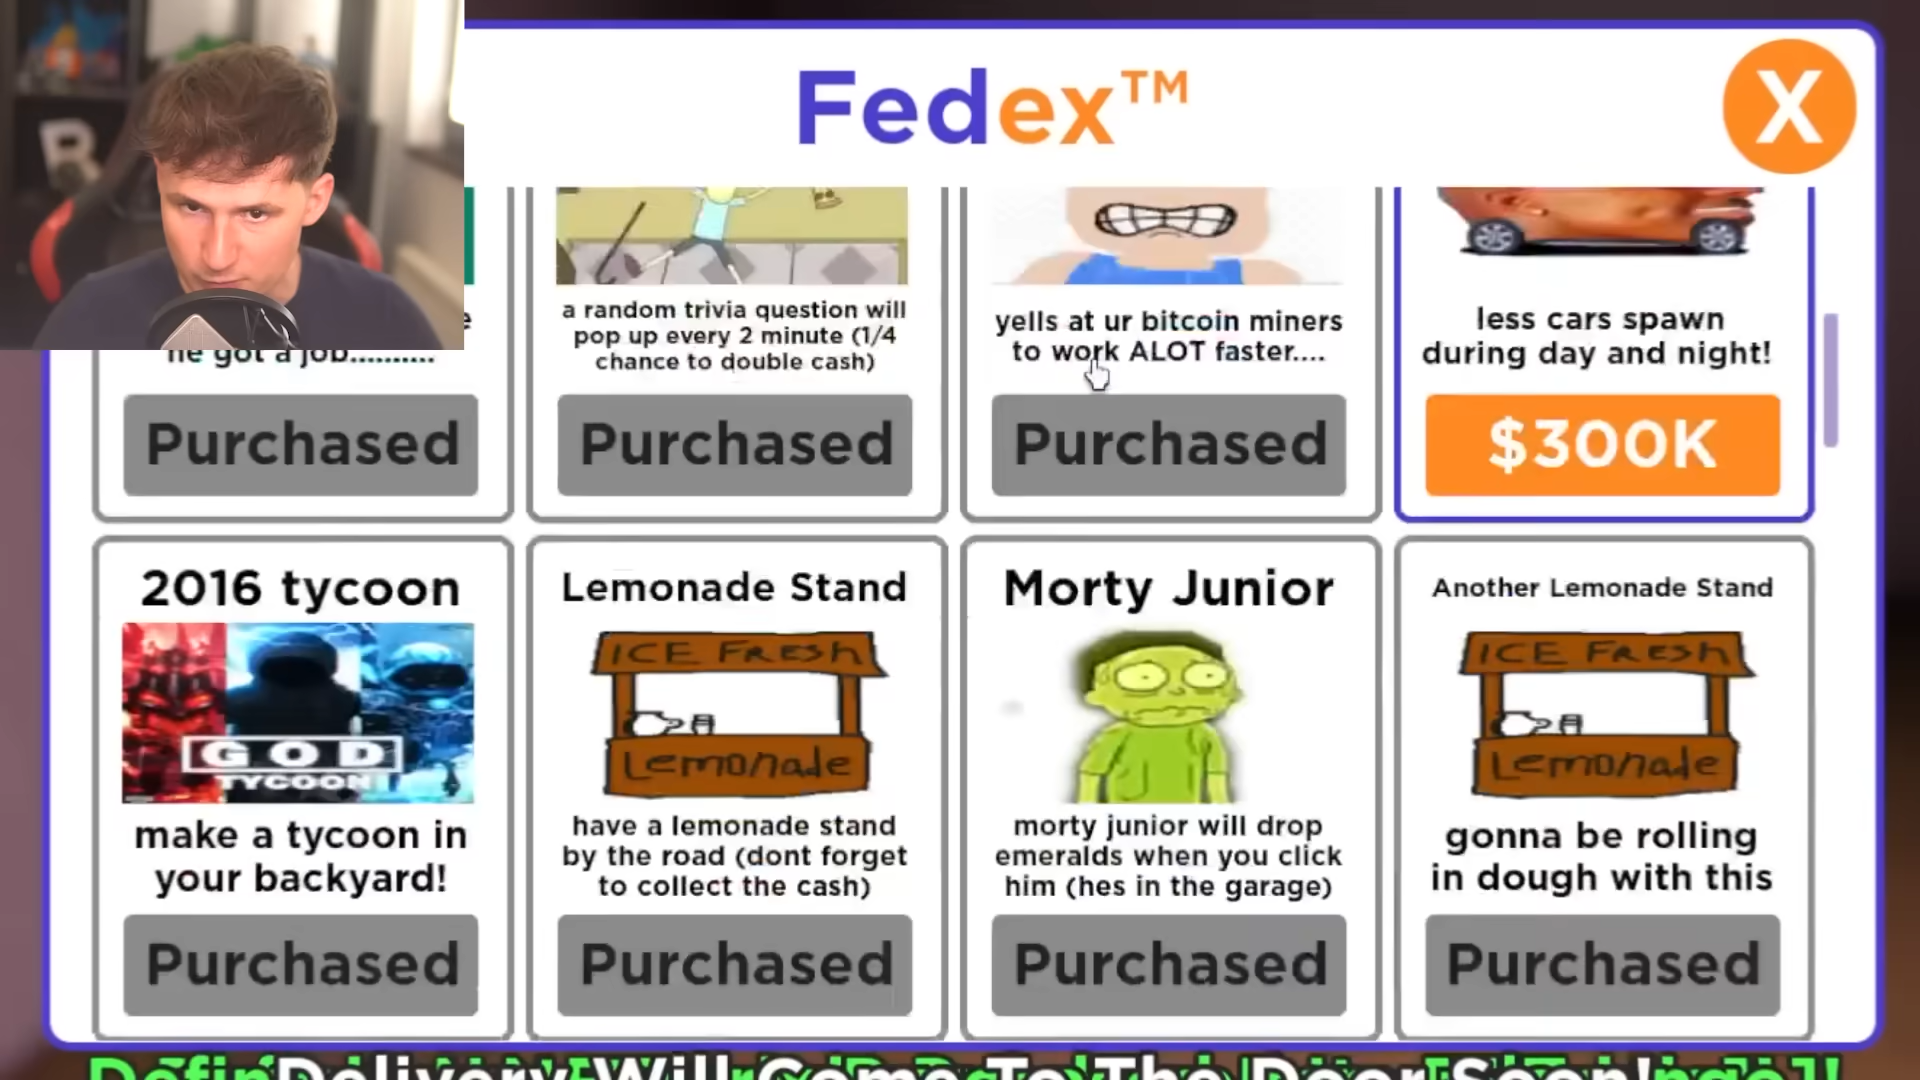 Fedex™
X
he got a job..........
a random trivia question will
pop up every 2 minute (1/4
chance to double cash)
yells at ur bitcoin miners
to work ALOT faster....
less cars spawn
during day and night!
Purchased
Purchased
Purchased
$300K
2016 tycoon
Lemonade Stand
Morty Junior
Another Lemonade Stand
GOD
TYCOON
ICE FRESH
Lemonade
ICE FRESH
Lemonade
make a tycoon in
your backyard!
have a lemonade stand
by the road (dont forget
to collect the cash)
morty junior will drop
emeralds when you click
him (hes in the garage)
gonna be rolling
in dough with this
Purchased
Purchased
Purchased
Purchased
Delivery Will Come To The Door Soon!